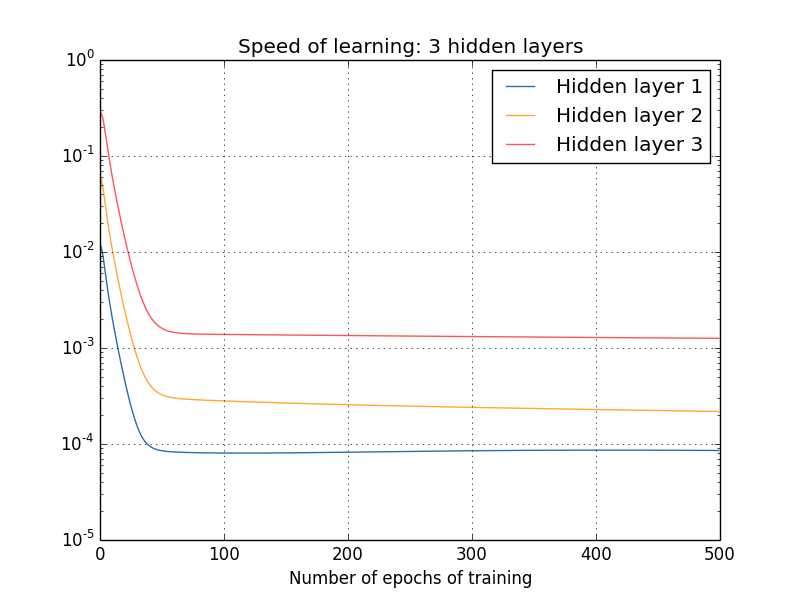 Speed of learning: 3 hidden layers
10^0
10^-1
10^-2
10^-3
10^-4
10^-5
Hidden layer 1
Hidden layer 2
Hidden layer 3
0 100 200 300 400 500
Number of epochs of training